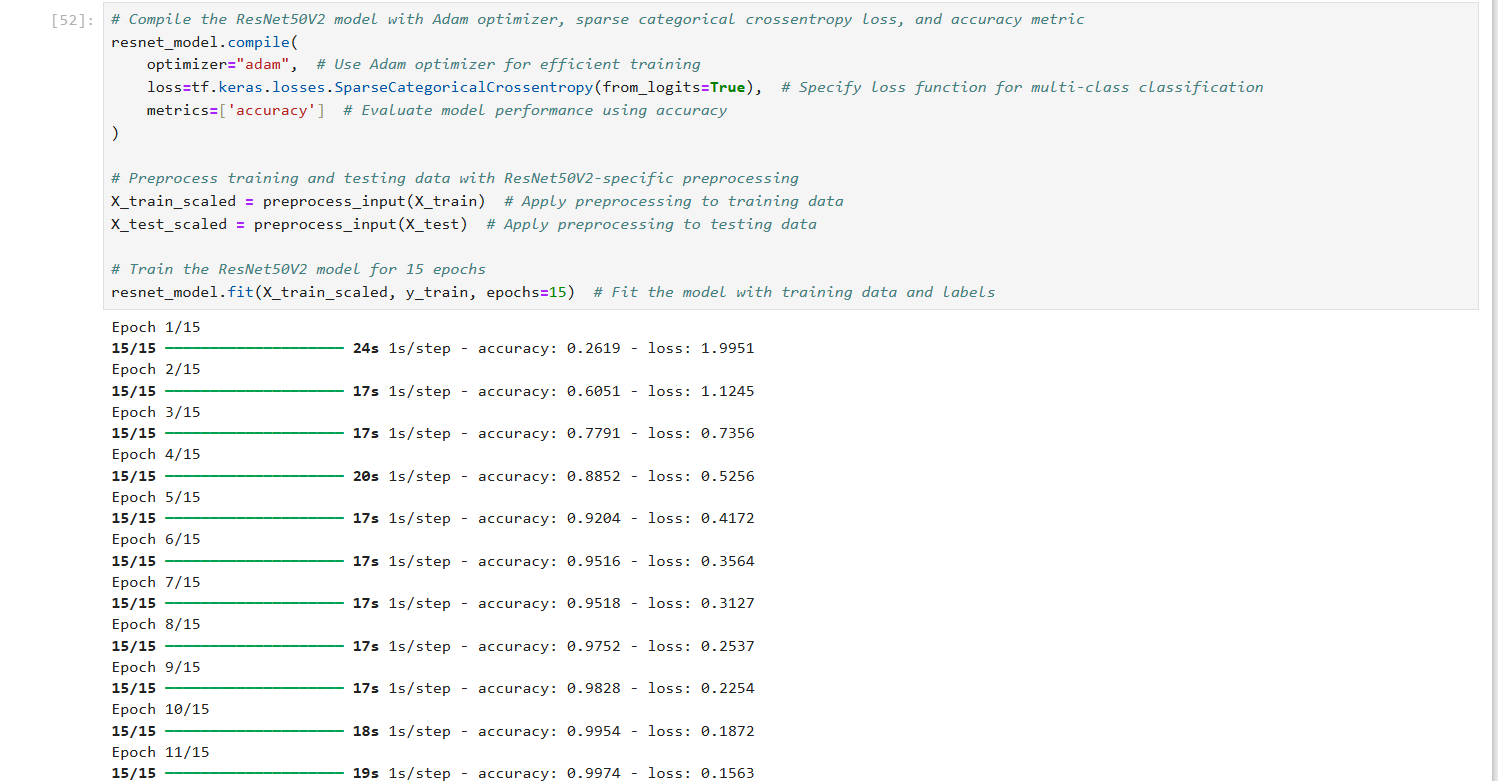 [52]:
# Compile the ResNet50V2 model with Adam optimizer, sparse categorical crossentropy loss, and accuracy metric
resnet_model.compile(
    optimizer="adam",  # Use Adam optimizer for efficient training
    loss=tf.keras.losses.SparseCategoricalCrossentropy(from_logits=True),  # Specify loss function for multi-class classification
    metrics=['accuracy']  # Evaluate model performance using accuracy
)
# Preprocess training and testing data with ResNet50V2-specific preprocessing
X_train_scaled = preprocess_input(X_train)  # Apply preprocessing to training data
X_test_scaled = preprocess_input(X_test)  # Apply preprocessing to testing data
# Train the ResNet50V2 model for 15 epochs
resnet_model.fit(X_train_scaled, y_train, epochs=15)  # Fit the model with training data and labels
Epoch 1/15
15/15 ━━━━━━━━━━━━━━━━━━━━ 24s 1s/step - accuracy: 0.2619 - loss: 1.9951
Epoch 2/15
15/15 ━━━━━━━━━━━━━━━━━━━━ 17s 1s/step - accuracy: 0.6051 - loss: 1.1245
Epoch 3/15
15/15 ━━━━━━━━━━━━━━━━━━━━ 17s 1s/step - accuracy: 0.7791 - loss: 0.7356
Epoch 4/15
15/15 ━━━━━━━━━━━━━━━━━━━━ 20s 1s/step - accuracy: 0.8852 - loss: 0.5256
Epoch 5/15
15/15 ━━━━━━━━━━━━━━━━━━━━ 17s 1s/step - accuracy: 0.9204 - loss: 0.4172
Epoch 6/15
15/15 ━━━━━━━━━━━━━━━━━━━━ 17s 1s/step - accuracy: 0.9516 - loss: 0.3564
Epoch 7/15
15/15 ━━━━━━━━━━━━━━━━━━━━ 17s 1s/step - accuracy: 0.9518 - loss: 0.3127
Epoch 8/15
15/15 ━━━━━━━━━━━━━━━━━━━━ 17s 1s/step - accuracy: 0.9752 - loss: 0.2537
Epoch 9/15
15/15 ━━━━━━━━━━━━━━━━━━━━ 17s 1s/step - accuracy: 0.9828 - loss: 0.2254
Epoch 10/15
15/15 ━━━━━━━━━━━━━━━━━━━━ 18s 1s/step - accuracy: 0.9954 - loss: 0.1872
Epoch 11/15
15/15 ━━━━━━━━━━━━━━━━━━━━ 19s 1s/step - accuracy: 0.9974 - loss: 0.1563